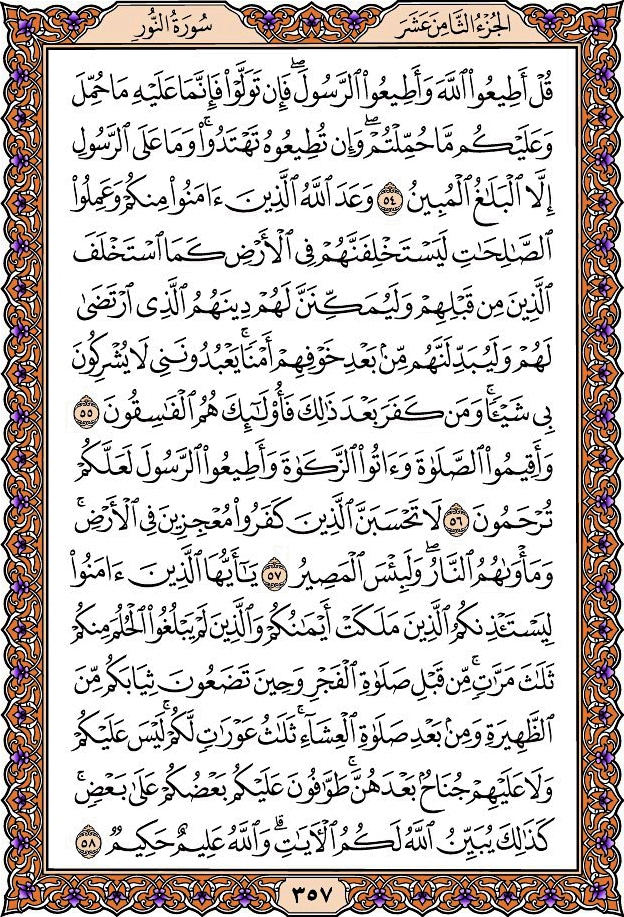 الجُزْءُ الثَّامِنَ عَشَرَ
سُورَةُ النُّورِ
قُلْ أَطِيعُوا۟ ٱللَّهَ وَأَطِيعُوا۟ ٱلرَّسُولَ ۖ فَإِن تَوَلَّوْا۟ فَإِنَّمَا عَلَيْهِ مَا حُمِّلَ
وَعَلَيْكُم مَّا حُمِّلْتُمْ ۖ وَإِن تُطِيعُوهُ تَهْتَدُوا۟ ۚ وَمَا عَلَى ٱلرَّسُولِ
إِلَّا ٱلْبَلَـٰغُ ٱلْمُبِينُ ٥٤ وَعَدَ ٱللَّهُ ٱلَّذِينَ ءَامَنُوا۟ مِنكُمْ وَعَمِلُوا۟
ٱلصَّـٰلِحَـٰتِ لَيَسْتَخْلِفَنَّهُمْ فِى ٱلْأَرْضِ كَمَا ٱسْتَخْلَفَ
ٱلَّذِينَ مِن قَبْلِهِمْ وَلَيُمَكِّنَنَّ لَهُمْ دِينَهُمُ ٱلَّذِى ٱرْتَضَىٰ
لَهُمْ وَلَيُبَدِّلَنَّهُم مِّنۢ بَعْدِ خَوْفِهِمْ أَمْنًا ۚ يَعْبُدُونَنِى لَا يُشْرِكُونَ
بِى شَيْـًٔا ۚ وَمَن كَفَرَ بَعْدَ ذَٰلِكَ فَأُو۟لَـٰٓئِكَ هُمُ ٱلْفَـٰسِقُونَ ٥٥
وَأَقِيمُوا۟ ٱلصَّلَوٰةَ وَءَاتُوا۟ ٱلزَّكَوٰةَ وَأَطِيعُوا۟ ٱلرَّسُولَ لَعَلَّكُمْ
تُرْحَمُونَ ٥٦ لَا تَحْسَبَنَّ ٱلَّذِينَ كَفَرُوا۟ مُعْجِزِينَ فِى ٱلْأَرْضِ ۚ
وَمَأْوَىٰهُمُ ٱلنَّارُ ۖ وَلَبِئْسَ ٱلْمَصِيرُ ٥٧ يَـٰٓأَيُّهَا ٱلَّذِينَ ءَامَنُوا۟
لِيَسْتَـْٔذِنكُمُ ٱلَّذِينَ مَلَكَتْ أَيْمَـٰنُكُمْ وَٱلَّذِينَ لَمْ يَبْلُغُوا۟ ٱلْحُلُمَ مِنكُمْ
ثَلَـٰثَ مَرَّٰتٍ ۚ مِّن قَبْلِ صَلَوٰةِ ٱلْفَجْرِ وَحِينَ تَضَعُونَ ثِيَابَكُم مِّنَ
ٱلظَّهِيرَةِ وَمِنۢ بَعْدِ صَلَوٰةِ ٱلْعِشَآءِ ۚ ثَلَـٰثُ عَوْرَٰتٍ لَّكُمْ ۚ لَيْسَ عَلَيْكُمْ
وَلَا عَلَيْهِمْ جُنَاحٌۢ بَعْدَهُنَّ ۚ طَوَّٰفُونَ عَلَيْكُم بَعْضُكُمْ عَلَىٰ بَعْضٍ ۚ
كَذَٰلِكَ يُبَيِّنُ ٱللَّهُ لَكُمُ ٱلْـَٔايَـٰتِ ۗ وَٱللَّهُ عَلِيمٌ حَكِيمٌ ٥٨
٣٥٧